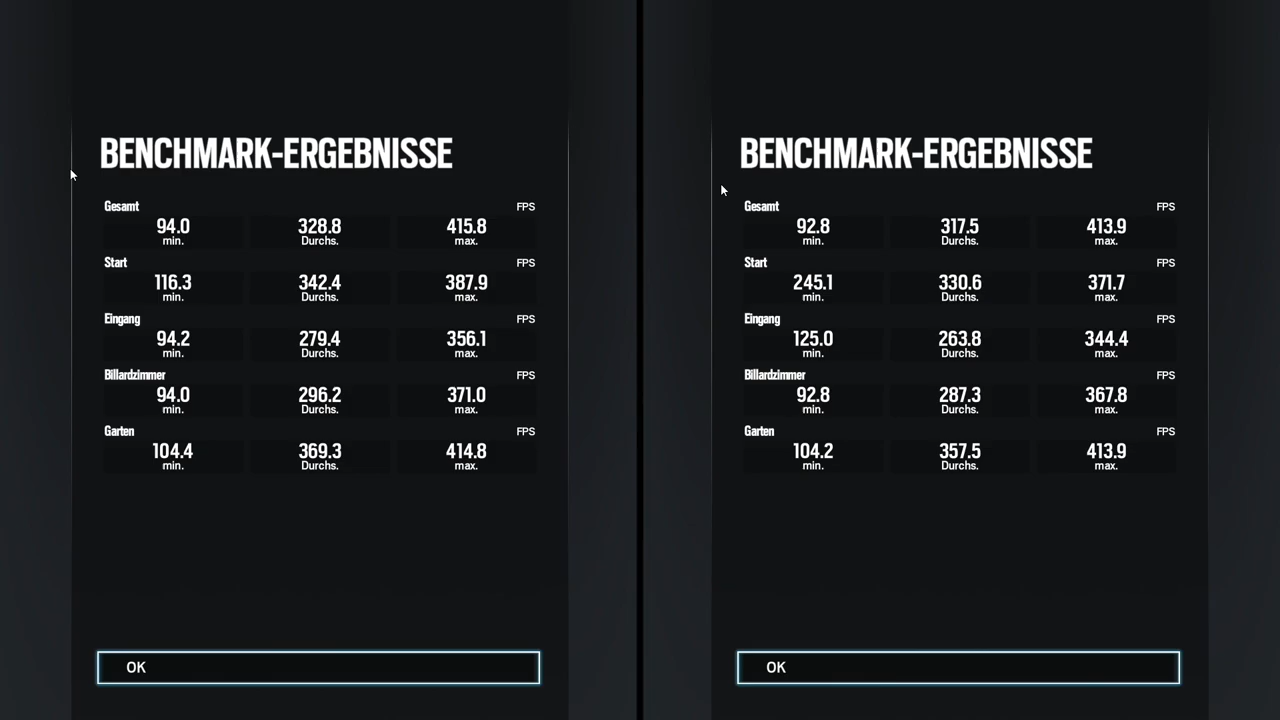 BENCHMARK-ERGEBNISSE
Gesamt FPS
94.0 328.8 415.8
min. Durchs. max.
Start FPS
116.3 342.4 387.9
min. Durchs. max.
Eingang FPS
94.2 279.4 356.1
min. Durchs. max.
Billardzimmer FPS
94.0 296.2 371.0
min. Durchs. max.
Garten FPS
104.4 369.3 414.8
min. Durchs. max.
OK
BENCHMARK-ERGEBNISSE
Gesamt FPS
92.8 317.5 413.9
min. Durchs. max.
Start FPS
245.1 330.6 371.7
min. Durchs. max.
Eingang FPS
125.0 263.8 344.4
min. Durchs. max.
Billardzimmer FPS
92.8 287.3 367.8
min. Durchs. max.
Garten FPS
104.2 357.5 413.9
min. Durchs. max.
OK